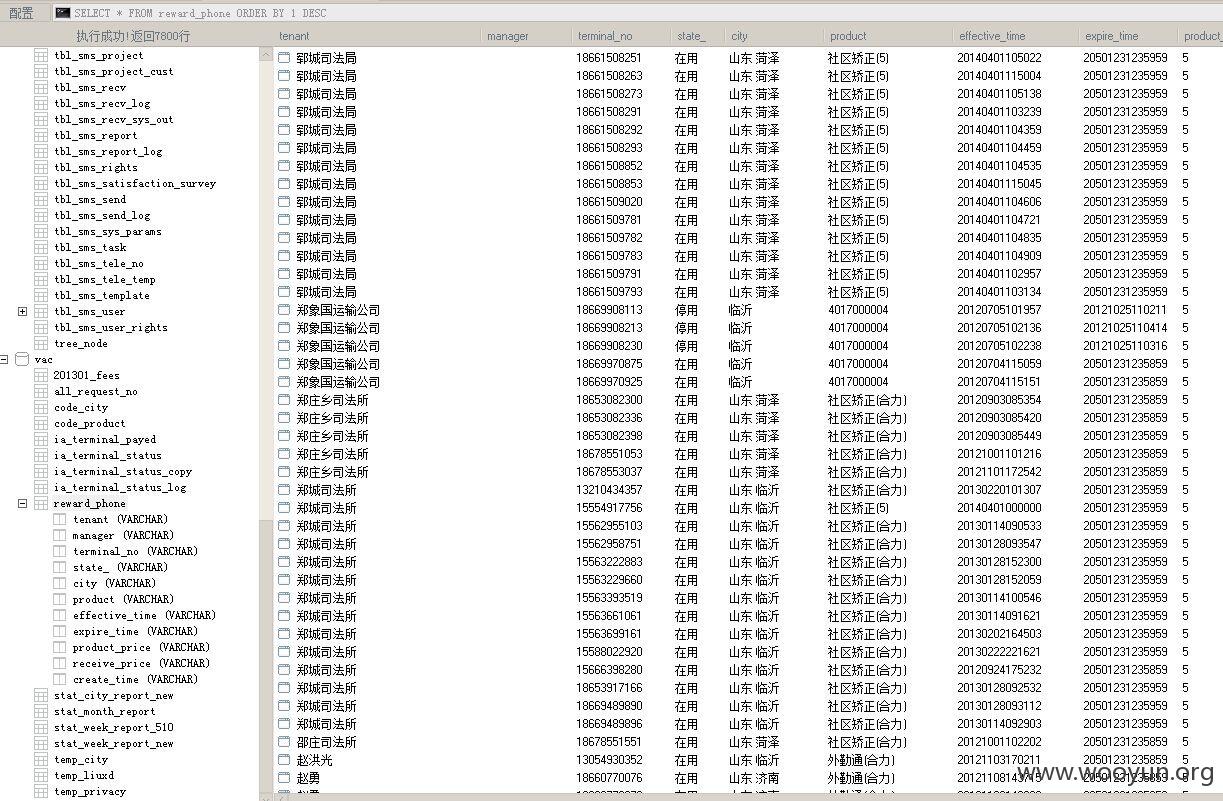 配置 SELECT * FROM reward_phone ORDER BY 1 DESC
执行成功!返回7800行
tbl_sms_project
tbl_sms_project_cust
tbl_sms_recv
tbl_sms_recv_log
tbl_sms_recv_sys_out
tbl_sms_report
tbl_sms_report_log
tbl_sms_rights
tbl_sms_satisfaction_survey
tbl_sms_send
tbl_sms_send_log
tbl_sms_sys_params
tbl_sms_task
tbl_sms_tele_no
tbl_sms_tele_temp
tbl_sms_template
tbl_sms_user
tbl_sms_user_rights
tree_node
vac
201301_fees
all_request_no
code_city
code_product
ia_terminal_payed
ia_terminal_status
ia_terminal_status_copy
ia_terminal_status_log
reward_phone
tenant (VARCHAR)
manager (VARCHAR)
terminal_no (VARCHAR)
state_ (VARCHAR)
city (VARCHAR)
product (VARCHAR)
effective_time (VARCHAR)
expire_time (VARCHAR)
product_price (VARCHAR)
receive_price (VARCHAR)
create_time (VARCHAR)
stat_city_report_new
stat_month_report
stat_week_report_510
stat_week_report_new
temp_city
temp_liuxd
temp_privacy
tenant manager terminal_no state_ city product effective_time expire_time product_
郓城司法局 18661508251 在用 山东 菏泽 社区矫正(5) 20140401105022 20501231235959 5
郓城司法局 18661508263 在用 山东 菏泽 社区矫正(5) 20140401115004 20501231235959 5
郓城司法局 18661508273 在用 山东 菏泽 社区矫正(5) 20140401105138 20501231235959 5
郓城司法局 18661508291 在用 山东 菏泽 社区矫正(5) 20140401103239 20501231235959 5
郓城司法局 18661508292 在用 山东 菏泽 社区矫正(5) 20140401104359 20501231235959 5
郓城司法局 18661508293 在用 山东 菏泽 社区矫正(5) 20140401104459 20501231235959 5
郓城司法局 18661508852 在用 山东 菏泽 社区矫正(5) 20140401104535 20501231235959 5
郓城司法局 18661508853 在用 山东 菏泽 社区矫正(5) 20140401115045 20501231235959 5
郓城司法局 18661509020 在用 山东 菏泽 社区矫正(5) 20140401104606 20501231235959 5
郓城司法局 18661509781 在用 山东 菏泽 社区矫正(5) 20140401104721 20501231235959 5
郓城司法局 18661509782 在用 山东 菏泽 社区矫正(5) 20140401104835 20501231235959 5
郓城司法局 18661509783 在用 山东 菏泽 社区矫正(5) 20140401104909 20501231235959 5
郓城司法局 18661509791 在用 山东 菏泽 社区矫正(5) 20140401102957 20501231235959 5
郓城司法局 18661509793 在用 山东 菏泽 社区矫正(5) 20140401103134 20501231235959 5
郑象国运输公司 18669908113 停用 临沂 4017000004 20120705101957 20121025110211 5
郑象国运输公司 18669908213 停用 临沂 4017000004 20120705102136 20121025110414 5
郑象国运输公司 18669908230 停用 临沂 4017000004 20120705102238 20121025110316 5
郑象国运输公司 18669970875 在用 临沂 4017000004 20120704115059 20501231235959 5
郑象国运输公司 18669970925 在用 临沂 4017000004 20120704115151 20501231235959 5
郑庄乡司法所 18653082300 在用 山东 菏泽 社区矫正(合力) 20120903085354 20501231235859 5
郑庄乡司法所 18653082336 在用 山东 菏泽 社区矫正(合力) 20120903085420 20501231235859 5
郑庄乡司法所 18653082398 在用 山东 菏泽 社区矫正(合力) 20120903085449 20501231235859 5
郑庄乡司法所 18678551053 在用 山东 菏泽 社区矫正(合力) 20121001101216 20501231235859 5
郑庄乡司法所 18678553037 在用 山东 菏泽 社区矫正(合力) 20121101172542 20501231235859 5
郑城司法所 13210434357 在用 山东 临沂 社区矫正(合力) 20130220101307 20501231235959 5
郑城司法所 15554917756 在用 山东 临沂 社区矫正(5) 20140401000000 20501231235959 5
郑城司法所 15562955103 在用 山东 临沂 社区矫正(合力) 20130114090533 20501231235959 5
郑城司法所 15562958751 在用 山东 临沂 社区矫正(合力) 20130128093547 20501231235959 5
郑城司法所 15563222883 在用 山东 临沂 社区矫正(合力) 20130128152300 20501231235959 5
郑城司法所 15563229660 在用 山东 临沂 社区矫正(合力) 20130128152059 20501231235959 5
郑城司法所 15563393519 在用 山东 临沂 社区矫正(合力) 20130114100546 20501231235959 5
郑城司法所 15563661061 在用 山东 临沂 社区矫正(合力) 20130114091621 20501231235959 5
郑城司法所 15563699161 在用 山东 临沂 社区矫正(合力) 20130202164503 20501231235959 5
郑城司法所 15588022920 在用 山东 临沂 社区矫正(合力) 20130222221621 20501231235959 5
郑城司法所 15666398280 在用 山东 临沂 社区矫正(合力) 20120924175232 20501231235859 5
郑城司法所 18653917166 在用 山东 临沂 社区矫正(合力) 20130128092532 20501231235959 5
郑城司法所 18669489890 在用 山东 临沂 社区矫正(合力) 20130128093112 20501231235959 5
郑城司法所 18669489896 在用 山东 临沂 社区矫正(合力) 20130114092903 20501231235959 5
邵庄司法所 18678551551 在用 山东 菏泽 社区矫正(合力) 20121001102202 20501231235859 5
赵洪光 13054930352 在用 山东 临沂 外勤通(合力) 20121103170211 20501231235859 5
赵勇 18660770076 在用 山东 济南 外勤通(合力) 5
www.wooyun.org